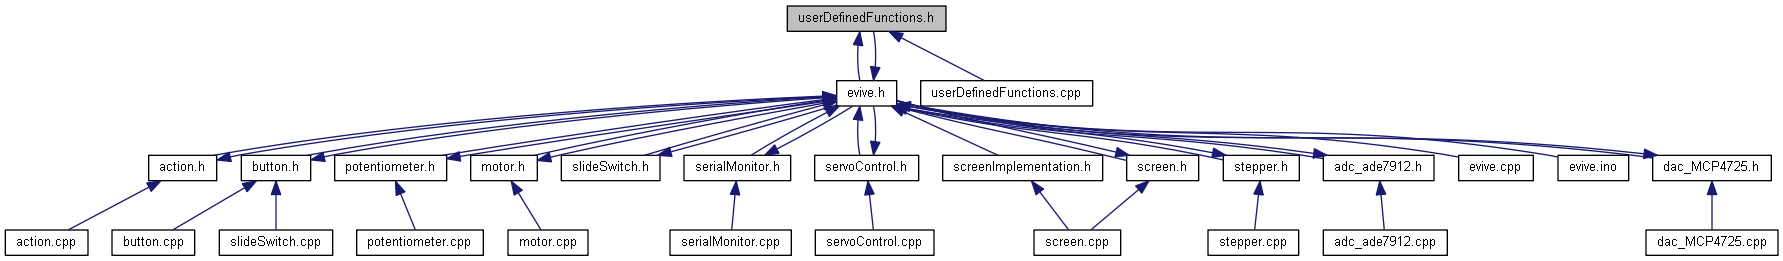 userDefinedFunctions.h
evive.h
userDefinedFunctions.cpp
action.h
button.h
potentiometer.h
motor.h
slideSwitch.h
serialMonitor.h
servoControl.h
screenImplementation.h
screen.h
stepper.h
adc_ade7912.h
evive.cpp
evive.ino
dac_MCP4725.h
action.cpp
button.cpp
slideSwitch.cpp
potentiometer.cpp
motor.cpp
serialMonitor.cpp
servoControl.cpp
screen.cpp
stepper.cpp
adc_ade7912.cpp
dac_MCP4725.cpp